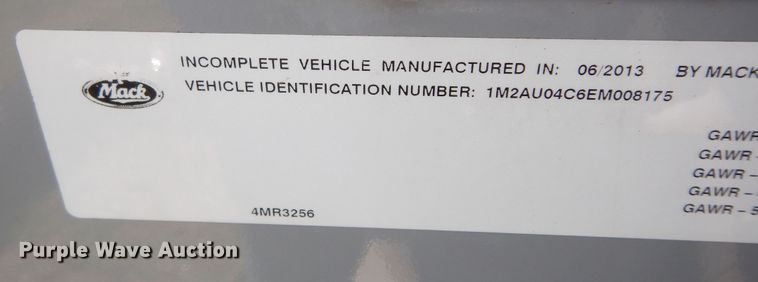 INCOMPLETE VEHICLE MANUFACTURED IN: 06/2013 BY MACK
Mack
VEHICLE IDENTIFICATION NUMBER: 1M2AU04C6EM008175
GAWR
GAWR -
GAWR -
GAWR -
GAWR - 5
4MR3256
Purple Wave Auction